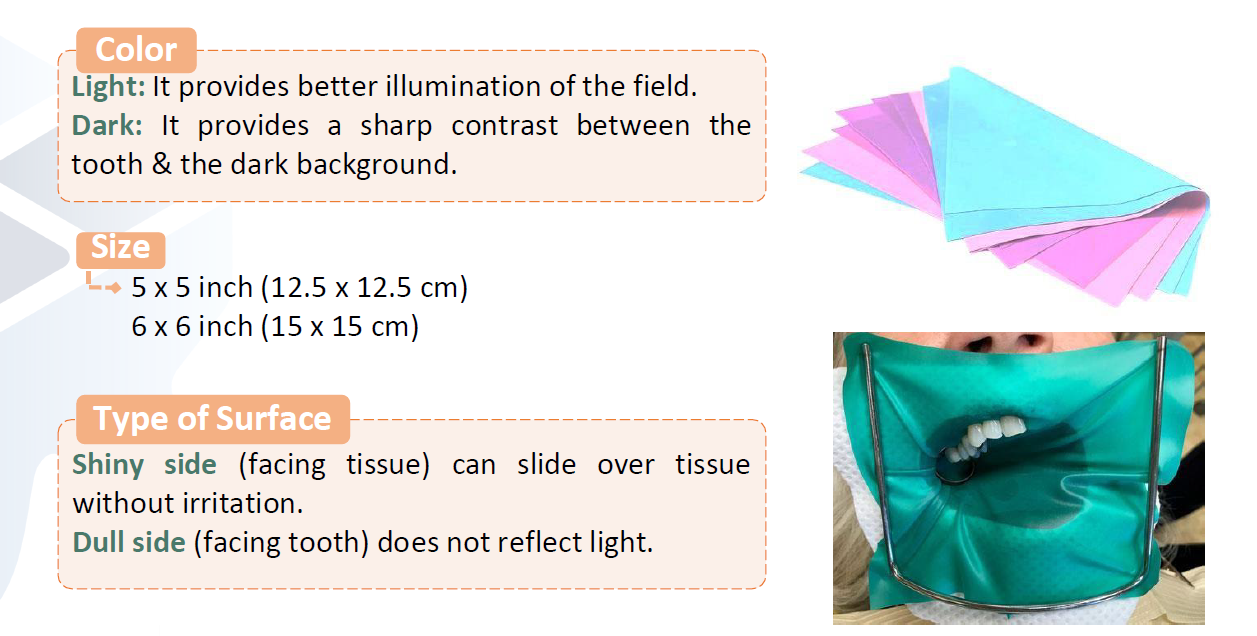 Color
Light: It provides better illumination of the field.
Dark: It provides a sharp contrast between the
tooth & the dark background.
Size
5 x 5 inch (12.5 x 12.5 cm)
6 x 6 inch (15 x 15 cm)
Type of Surface
Shiny side (facing tissue) can slide over tissue
without irritation.
Dull side (facing tooth) does not reflect light.